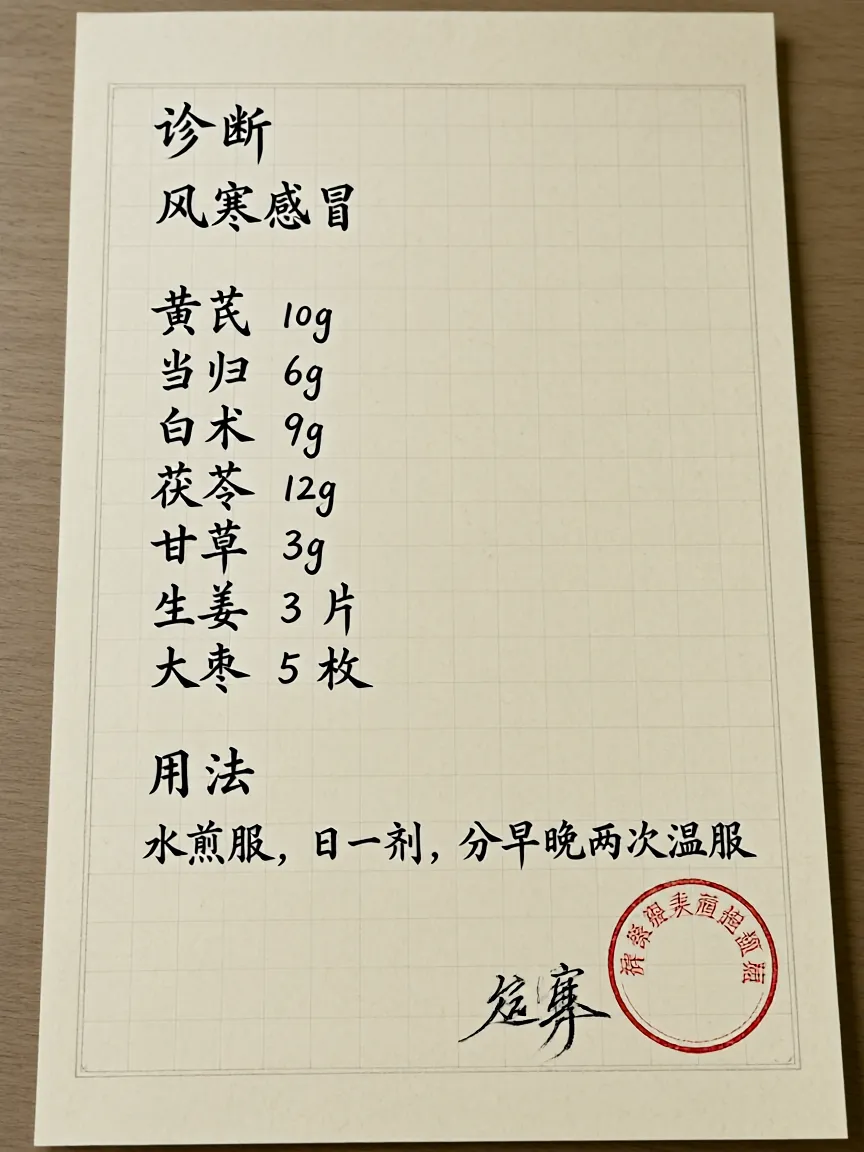 诊断
风寒感冒
黄芪 10g
当归 6g
白术 9g
茯苓 12g
甘草 3g
生姜 3 片
大枣 5 枚
用法
水煎服，日一剂，分早晚两次温服